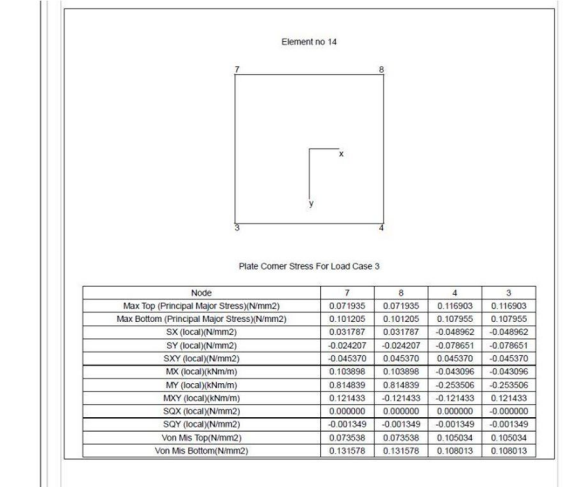 Element no 14
7 8
x
y
3 4
Plate Corner Stress For Load Case 3
Node 7 8 4 3
Max Top (Principal Major Stress)(N/mm2) 0.071935 0.071935 0.116903 0.116903
Max Bottom (Principal Major Stress)(N/mm2) 0.101205 0.101205 0.107955 0.107955
SX (local)(N/mm2) 0.031787 0.031787 -0.048962 -0.048962
SY (local)(N/mm2) -0.024207 -0.024207 -0.078651 -0.078651
SXY (local)(N/mm2) -0.045370 0.045370 0.045370 -0.045370
MX (local)(kNm/m) 0.103898 0.103898 -0.043096 -0.043096
MY (local)(kNm/m) 0.814839 0.814839 -0.253506 -0.253506
MXY (local)(kNm/m) 0.121433 -0.121433 -0.121433 0.121433
SQX (local)(N/mm2) 0.000000 0.000000 0.000000 -0.000000
SQY (local)(N/mm2) -0.001349 -0.001349 -0.001349 -0.001349
Von Mis Top(N/mm2) 0.073538 0.073538 0.105034 0.105034
Von Mis Bottom(N/mm2) 0.131578 0.131578 0.108013 0.108013